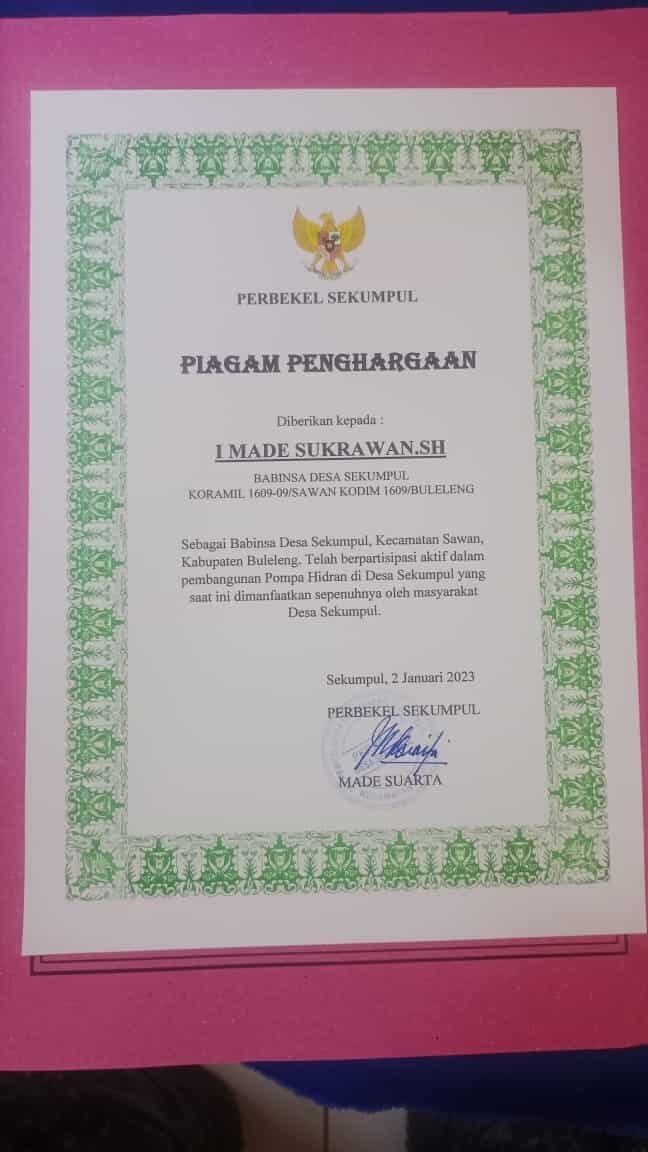 PERBEKEL SEKUMPUL
PIAGAM PENGHARGAAN
Diberikan kepada :
I MADE SUKRAWAN.SH
BABINSA DESA SEKUMPUL
KORAMIL 1609-09/SAWAN KODIM 1609/BULELENG
Sebagai Babinsa Desa Sekumpul, Kecamatan Sawan,
Kabupaten Buleleng. Telah berpartisipasi aktif dalam
pembangunan Pompa Hidran di Desa Sekumpul yang
saat ini dimanfaatkan sepenuhnya oleh masyarakat
Desa Sekumpul.
Sekumpul, 2 Januari 2023
PERBEKEL SEKUMPUL
MADE SUARTA